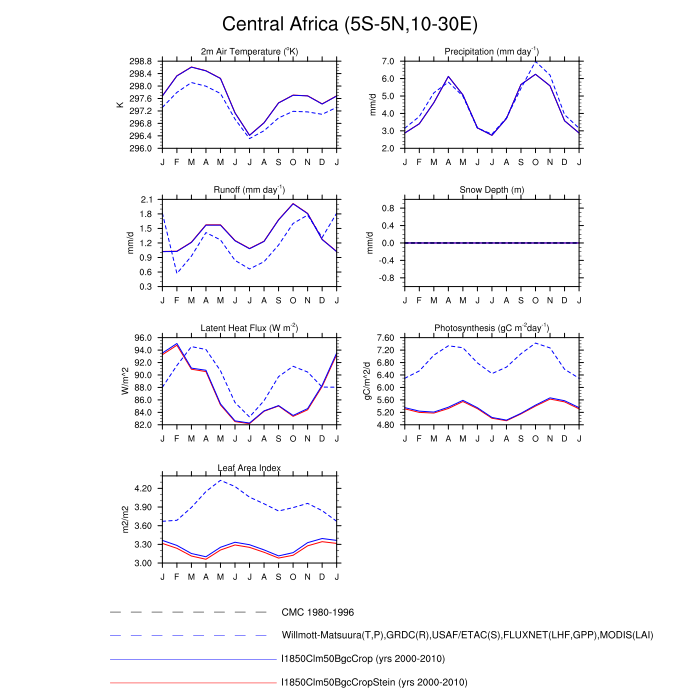 Central Africa (5S-5N,10-30E)
2m Air Temperature (°K)
298.8
298.4
298.0
297.6
297.2
296.8
296.4
296.0
K
J F M A M J J A S O N D J
Precipitation (mm day⁻¹)
7.0
6.0
5.0
4.0
3.0
2.0
mm/d
J F M A M J J A S O N D J
Runoff (mm day⁻¹)
2.1
1.8
1.5
1.2
0.9
0.6
0.3
mm/d
J F M A M J J A S O N D J
Snow Depth (m)
0.8
0.4
0.0
-0.4
-0.8
mm/d
J F M A M J J A S O N D J
Latent Heat Flux (W m⁻²)
96.0
94.0
92.0
90.0
88.0
86.0
84.0
82.0
W/m^2
J F M A M J J A S O N D J
Photosynthesis (gC m⁻²day⁻¹)
7.60
7.20
6.80
6.40
6.00
5.60
5.20
4.80
gC/m^2/d
J F M A M J J A S O N D J
Leaf Area Index
4.20
3.90
3.60
3.30
3.00
m2/m2
J F M A M J J A S O N D J
CMC 1980-1996
Willmott-Matsuura(T,P),GRDC(R),USAF/ETAC(S),FLUXNET(LHF,GPP),MODIS(LAI)
I1850Clm50BgcCrop (yrs 2000-2010)
I1850Clm50BgcCropStein (yrs 2000-2010)